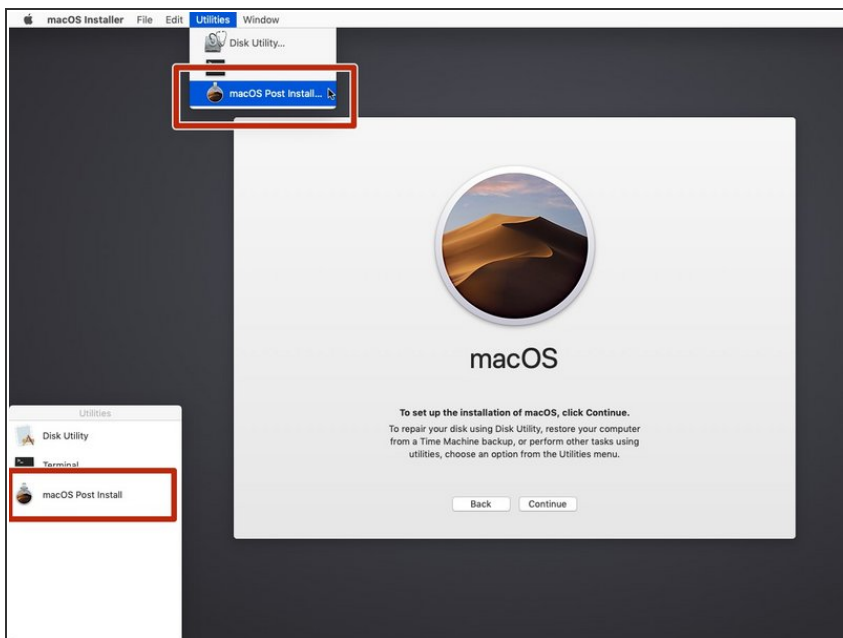 macOS Installer File Edit Utilities Window
Disk Utility...
macOS Post Install...
macOS
To set up the installation of macOS, click Continue.
To repair your disk using Disk Utility, restore your computer
from a Time Machine backup, or perform other tasks using
utilities, choose an option from the Utilities menu.
Back Continue
Utilities
Disk Utility
Terminal
macOS Post Install